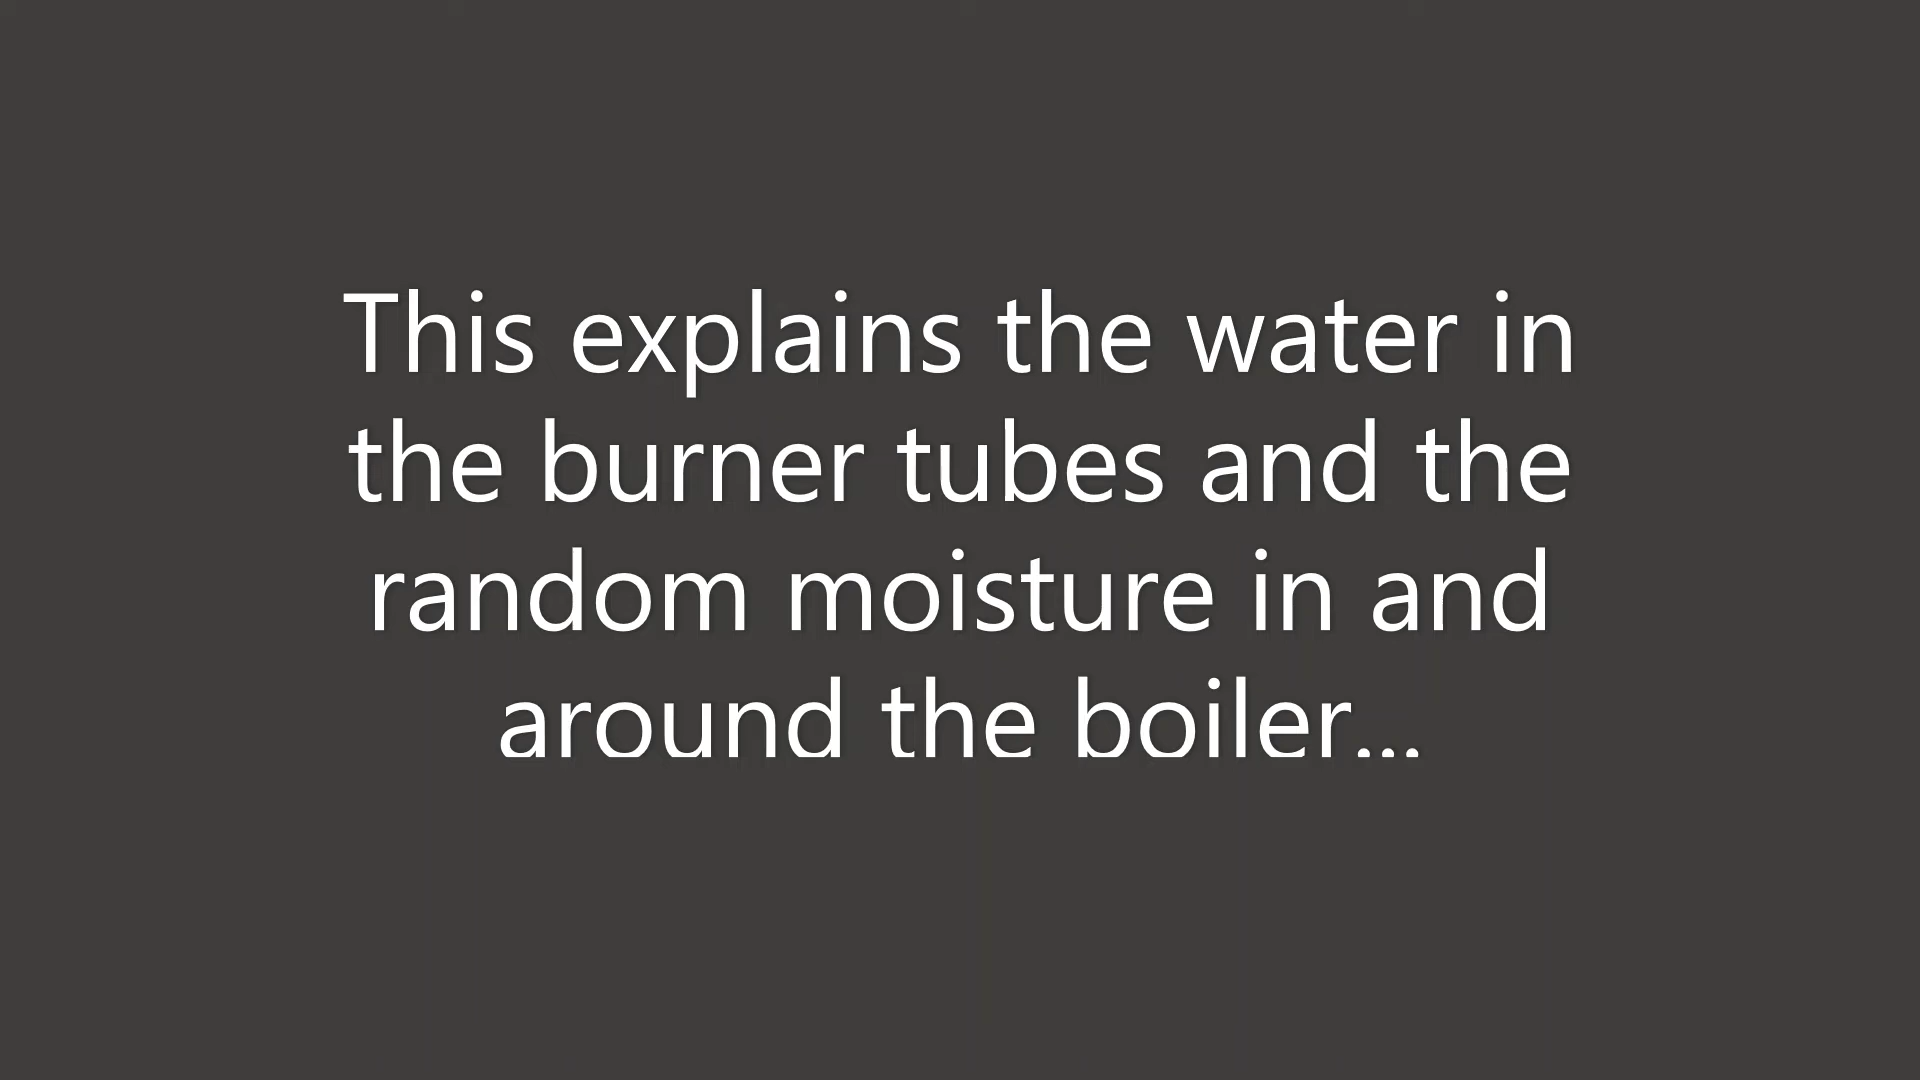 This explains the water in
the burner tubes and the
random moisture in and
around the boiler...